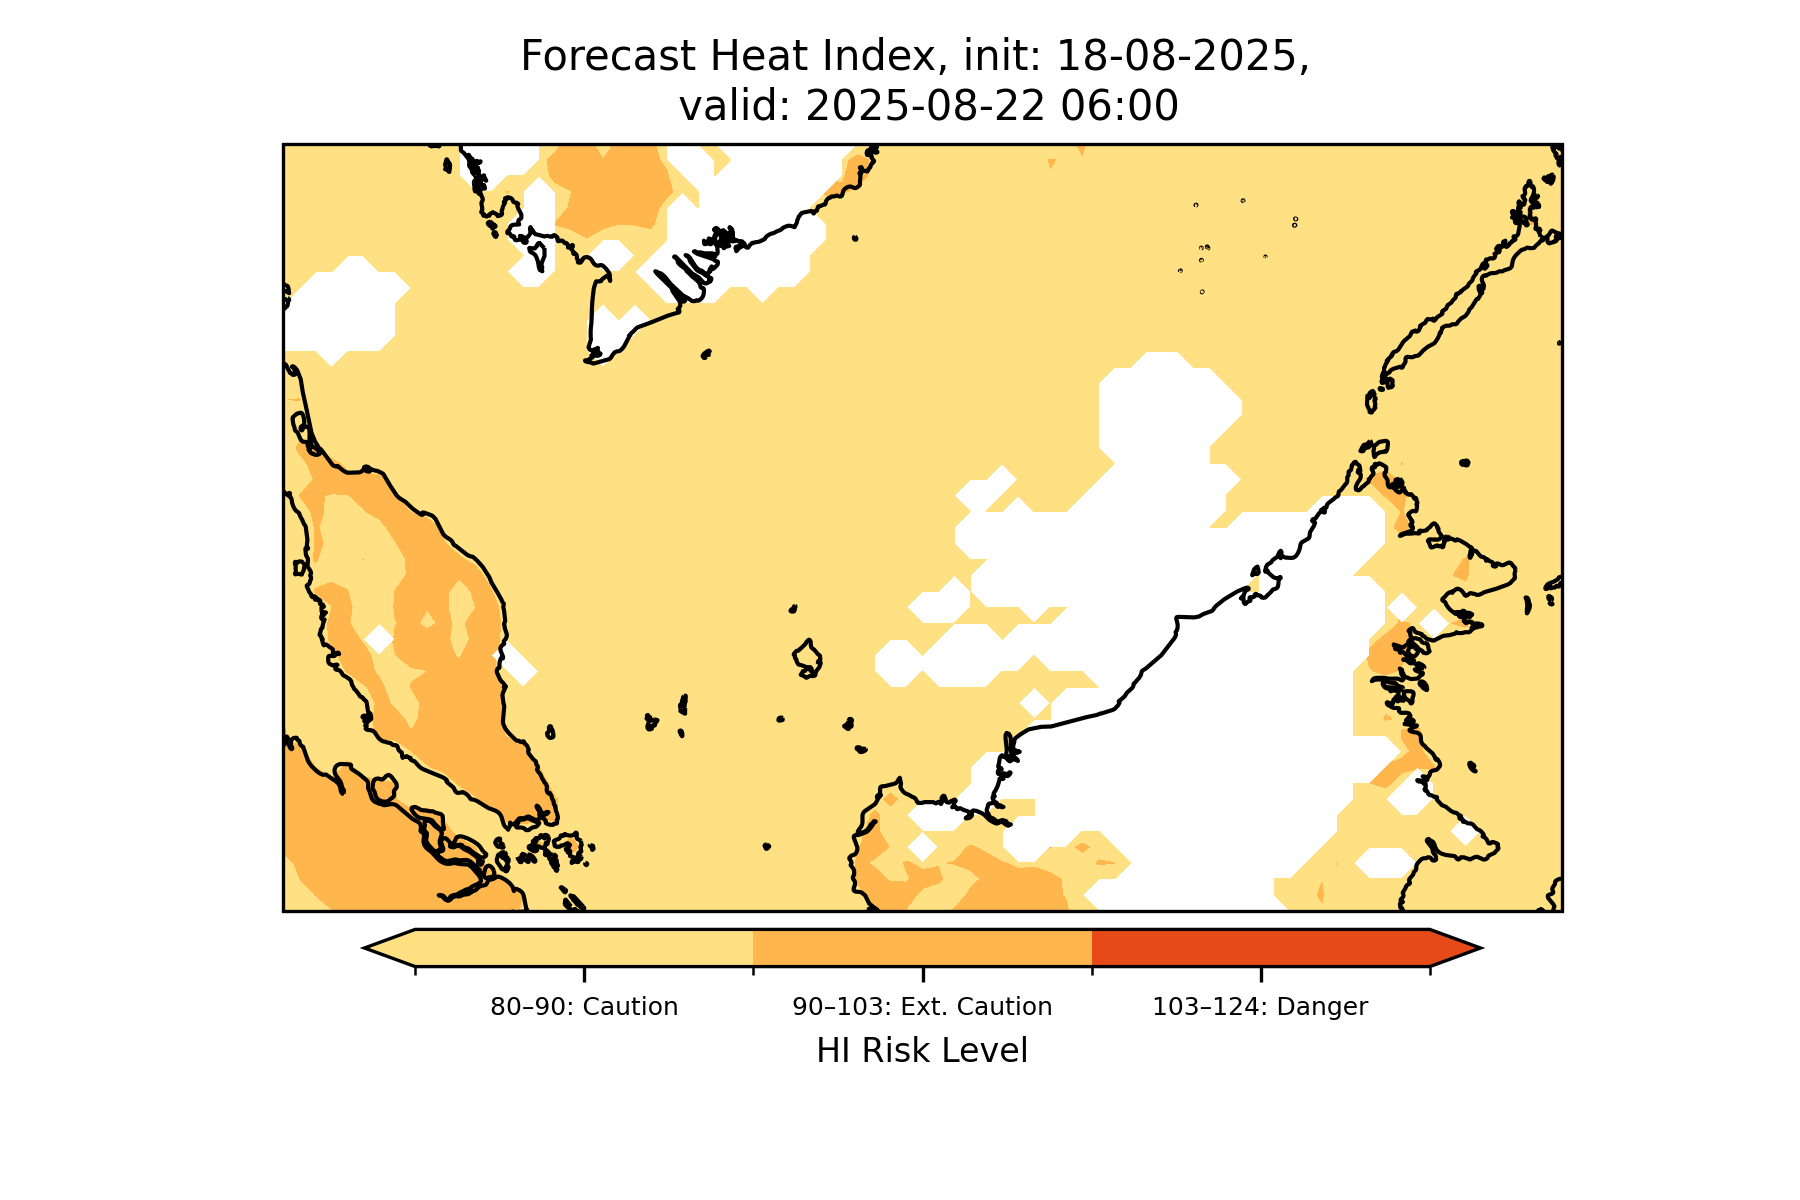 Forecast Heat Index, init: 18-08-2025,
valid: 2025-08-22 06:00
80–90: Caution
90–103: Ext. Caution
103–124: Danger
HI Risk Level